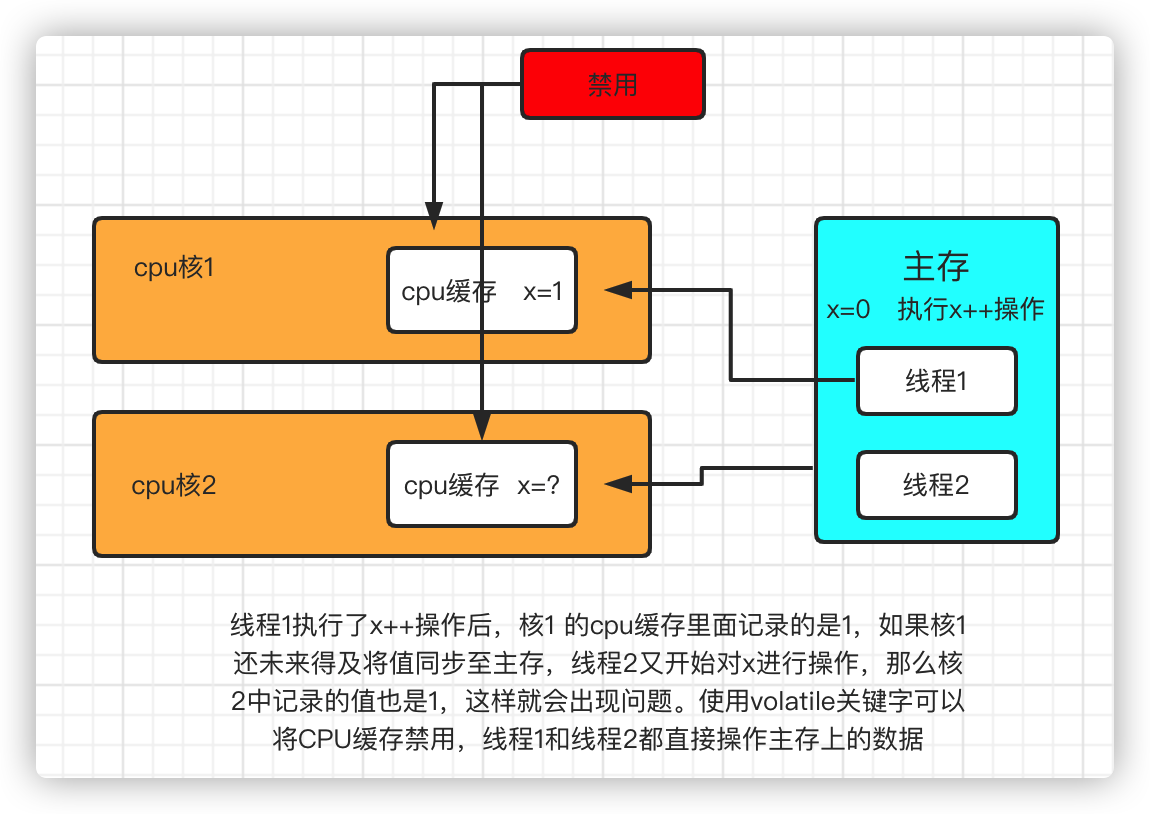 禁用
cpu核1
cpu缓存 x=1
主存
x=0 执行x++操作
线程1
cpu核2
cpu缓存 x=?
线程2
线程1执行了x++操作后，核1 的cpu缓存里面记录的是1，如果核1
还未来得及将值同步至主存，线程2又开始对x进行操作，那么核
2中记录的值也是1，这样就会出现问题。使用volatile关键字可以
将CPU缓存禁用，线程1和线程2都直接操作主存上的数据